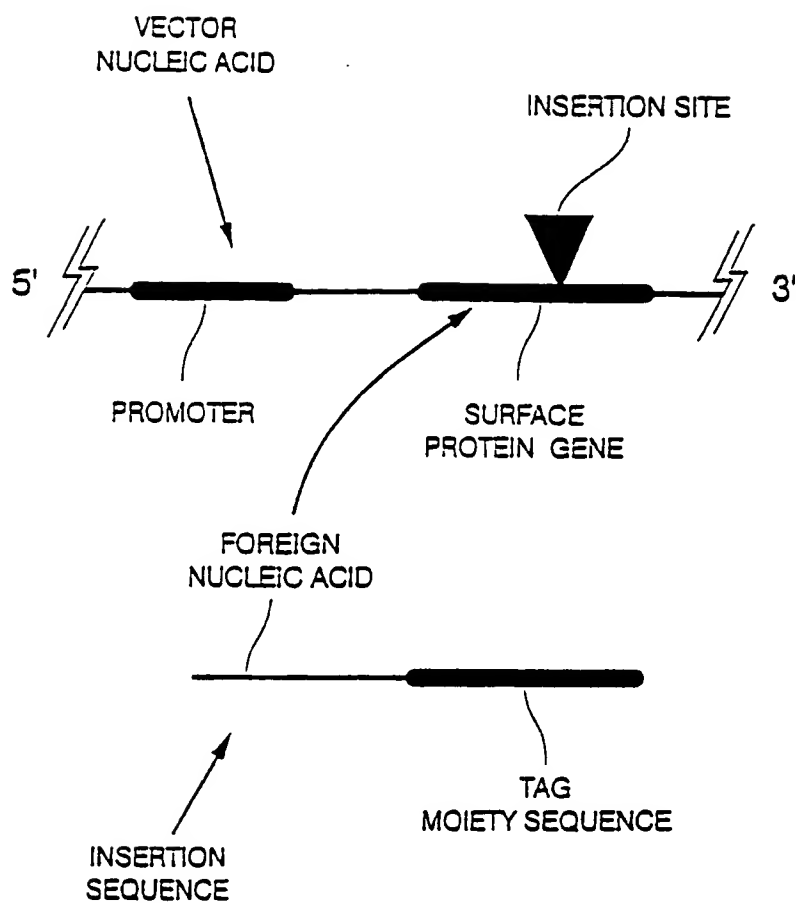 VECTOR
NUCLEIC ACID
INSERTION SITE
5'
3'
PROMOTER
SURFACE
PROTEIN GENE
FOREIGN
NUCLEIC ACID
TAG
MOIETY SEQUENCE
INSERTION
SEQUENCE